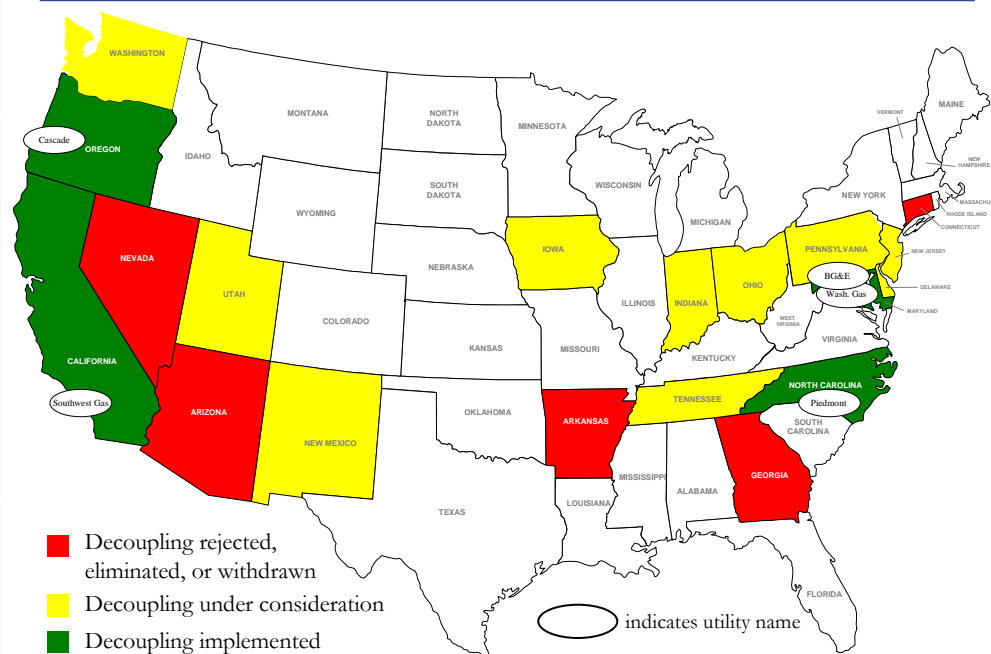 WASHINGTON
MONTANA
NORTH
DAKOTA
MINNESOTA
VERMONT
MAINE
Cascade
OREGON
IDAHO
SOUTH
DAKOTA
WISCONSIN
MICHIGAN
NEW YORK
NEW
HAMPSHIRE
MASSACHU
RHODE ISLAND
CONNECTICUT
WYOMING
NEVADA
UTAH
NEBRASKA
IOWA
ILLINOIS
INDIANA
OHIO
PENNSYLVANIA
NEW JERSEY
BG&E
Wash. Gas
DELAWARE
MARYLAND
COLORADO
KANSAS
MISSOURI
WEST
VIRGINIA
VIRGINIA
KENTUCKY
CALIFORNIA
Southwest Gas
ARIZONA
NEW MEXICO
OKLAHOMA
ARKANSAS
TENNESSEE
NORTH CAROLINA
Piedmont
SOUTH
CAROLINA
TEXAS
LOUISIANA
MISSISSIPPI
ALABAMA
GEORGIA
FLORIDA
Decoupling rejected,
eliminated, or withdrawn
Decoupling under consideration
Decoupling implemented
indicates utility name